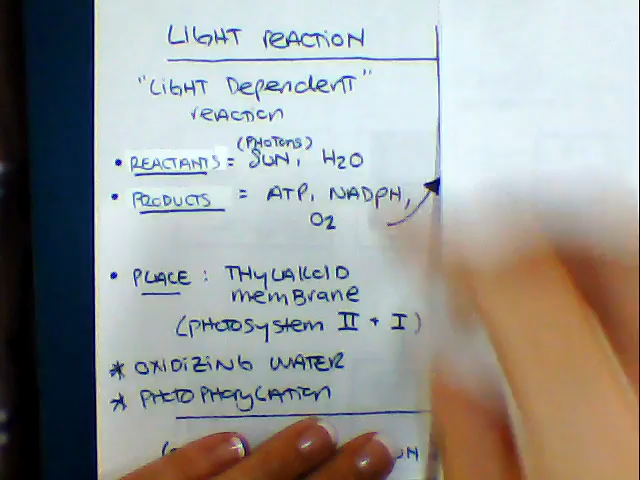 LIGHT REACTION
"LIGHT DEPENDENT"
REACTION
(PHOTONS)
• REACTANTS = SUN, H2O
• PRODUCTS = ATP, NADPH,
O2
• PLACE : THYLAKOID
MEMBRANE
(PHOTOSYSTEM II + I)
* OXIDIZING WATER
* PHOTOPHORYLATION